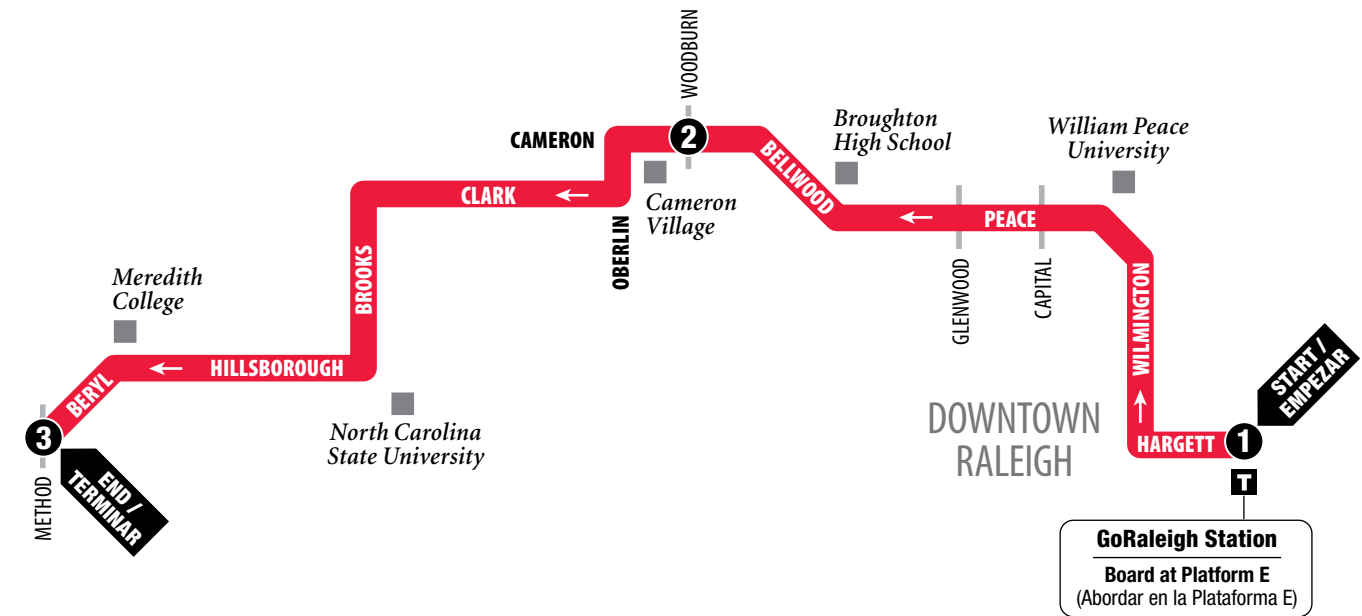 WOODBURN
CAMERON
2
BELLWOOD
Broughton
High School
William Peace
University
CLARK
←
Cameron
Village
OBERLIN
←
PEACE
GLENWOOD
CAPITAL
WILMINGTON
←
Meredith
College
BROOKS
←
HILLSBOROUGH
BERYL
3
METHOD
END /
TERMINAR
North Carolina
State University
DOWNTOWN
RALEIGH
HARGETT
1
START /
EMPEZAR
T
GoRaleigh Station
Board at Platform E
(Abordar en la Plataforma E)